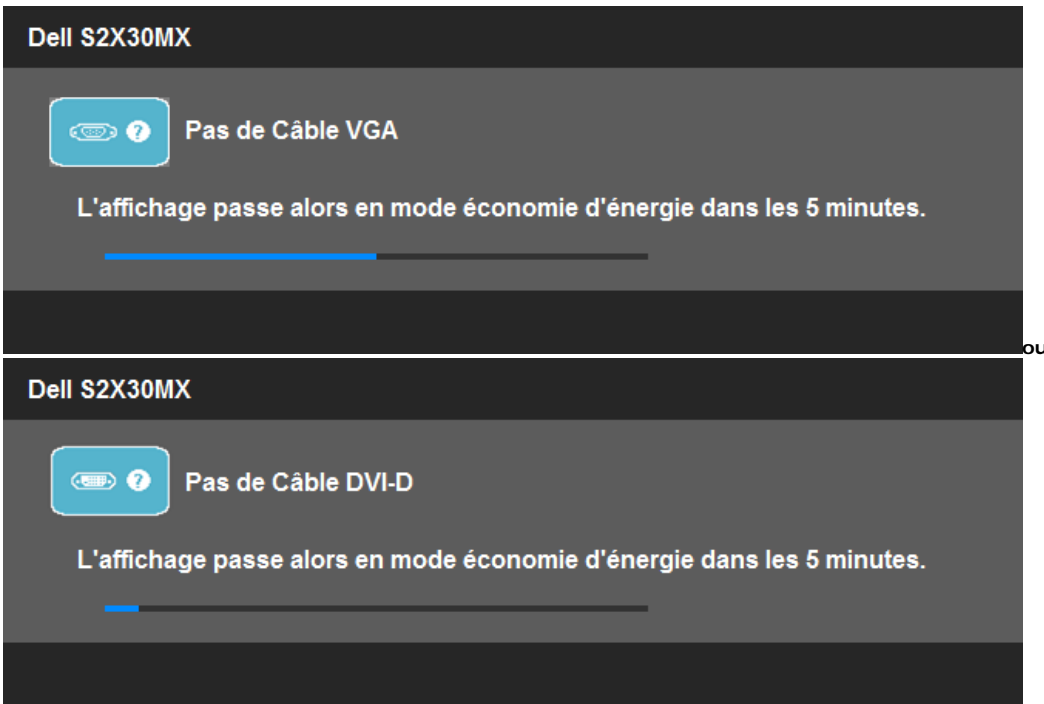 Dell S2X30MX
Pas de Câble VGA
L'affichage passe alors en mode économie d'énergie dans les 5 minutes.
ou
Dell S2X30MX
Pas de Câble DVI-D
L'affichage passe alors en mode économie d'énergie dans les 5 minutes.